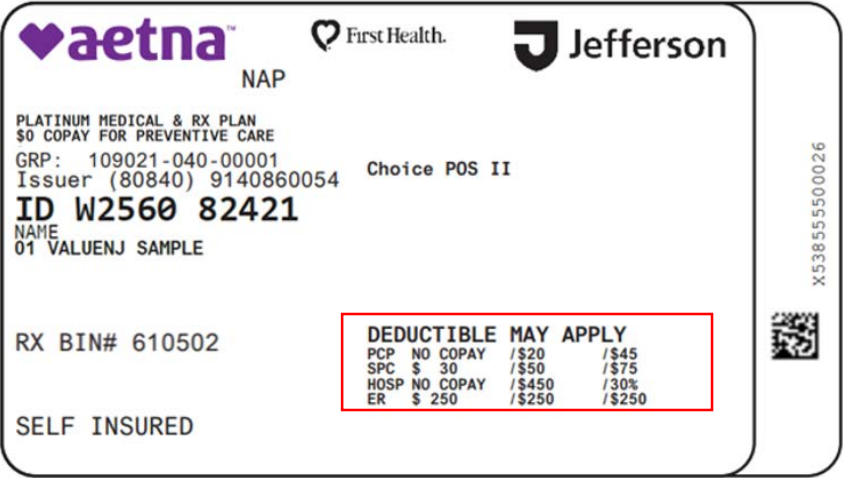 aetna™
First Health.
Jefferson
NAP
PLATINUM MEDICAL & RX PLAN
$0 COPAY FOR PREVENTIVE CARE
GRP: 109021-040-00001
Issuer (80840) 9140860054
Choice POS II
ID W2560 82421
NAME
01 VALUENJ SAMPLE
RX BIN# 610502
SELF INSURED
DEDUCTIBLE MAY APPLY
PCP NO COPAY /$20 /$45
SPC $ 30 /$50 /$75
HOSP NO COPAY /$450 /30%
ER $ 250 /$250 /$250
X5385555500026